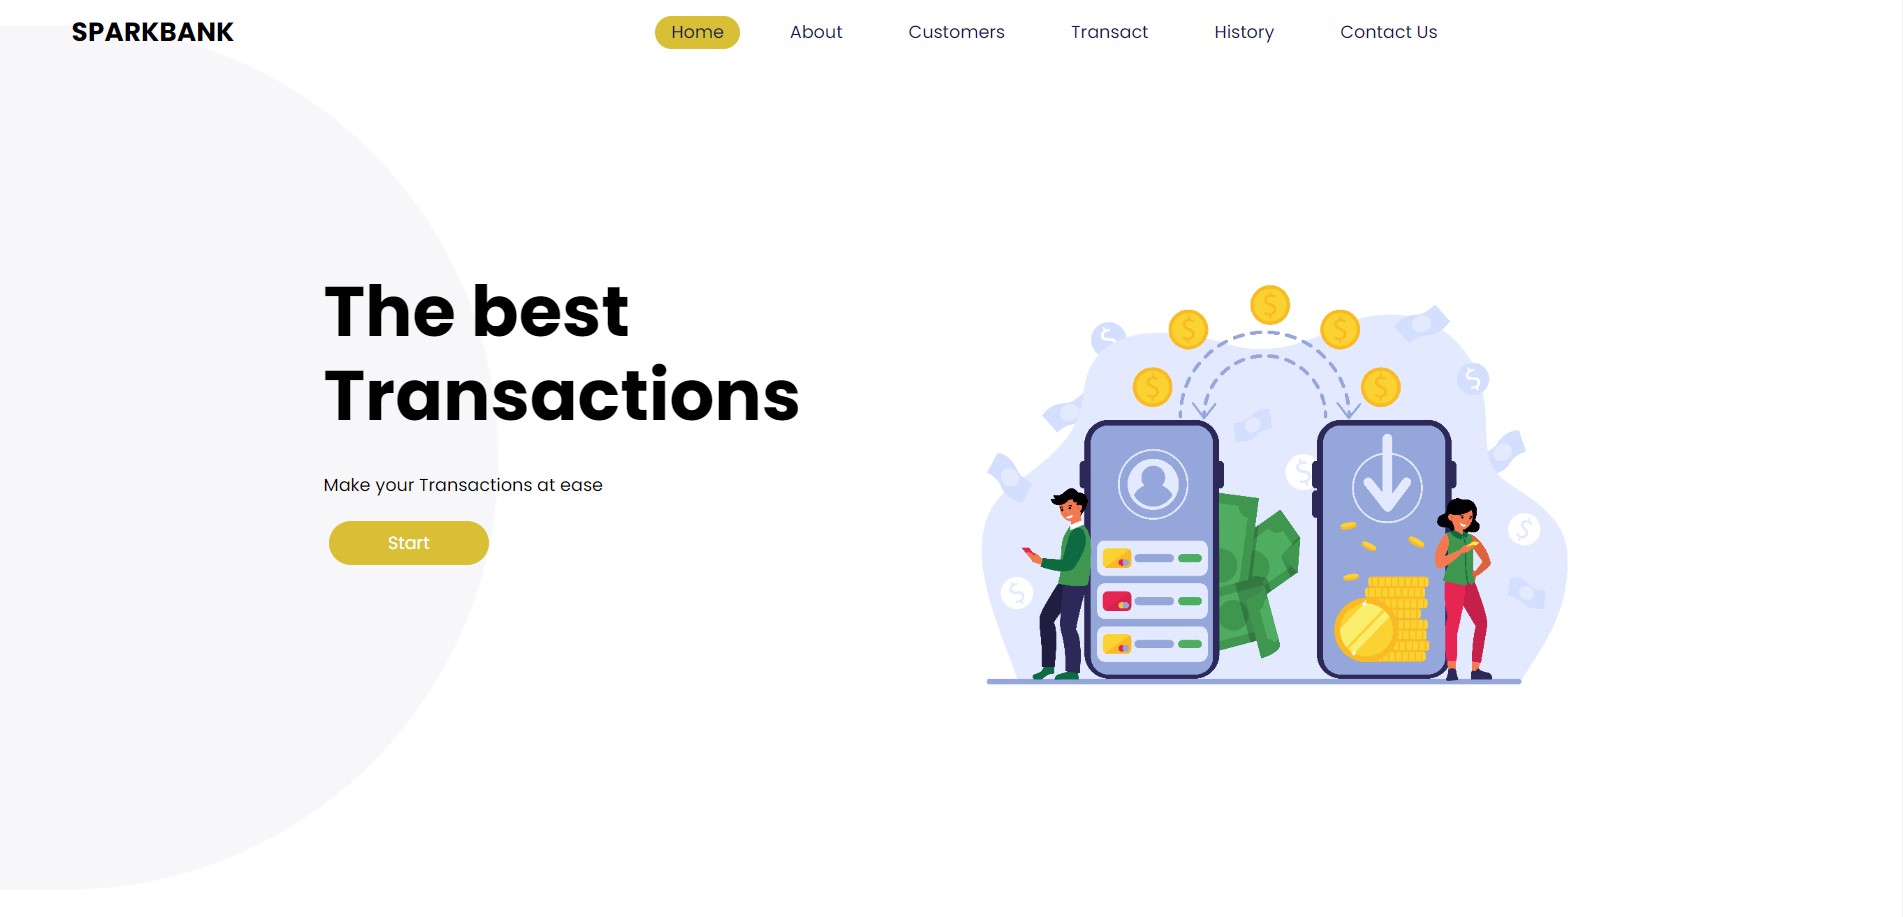 SPARKBANK
Home
About
Customers
Transact
History
Contact Us
The best
Transactions
Make your Transactions at ease
Start